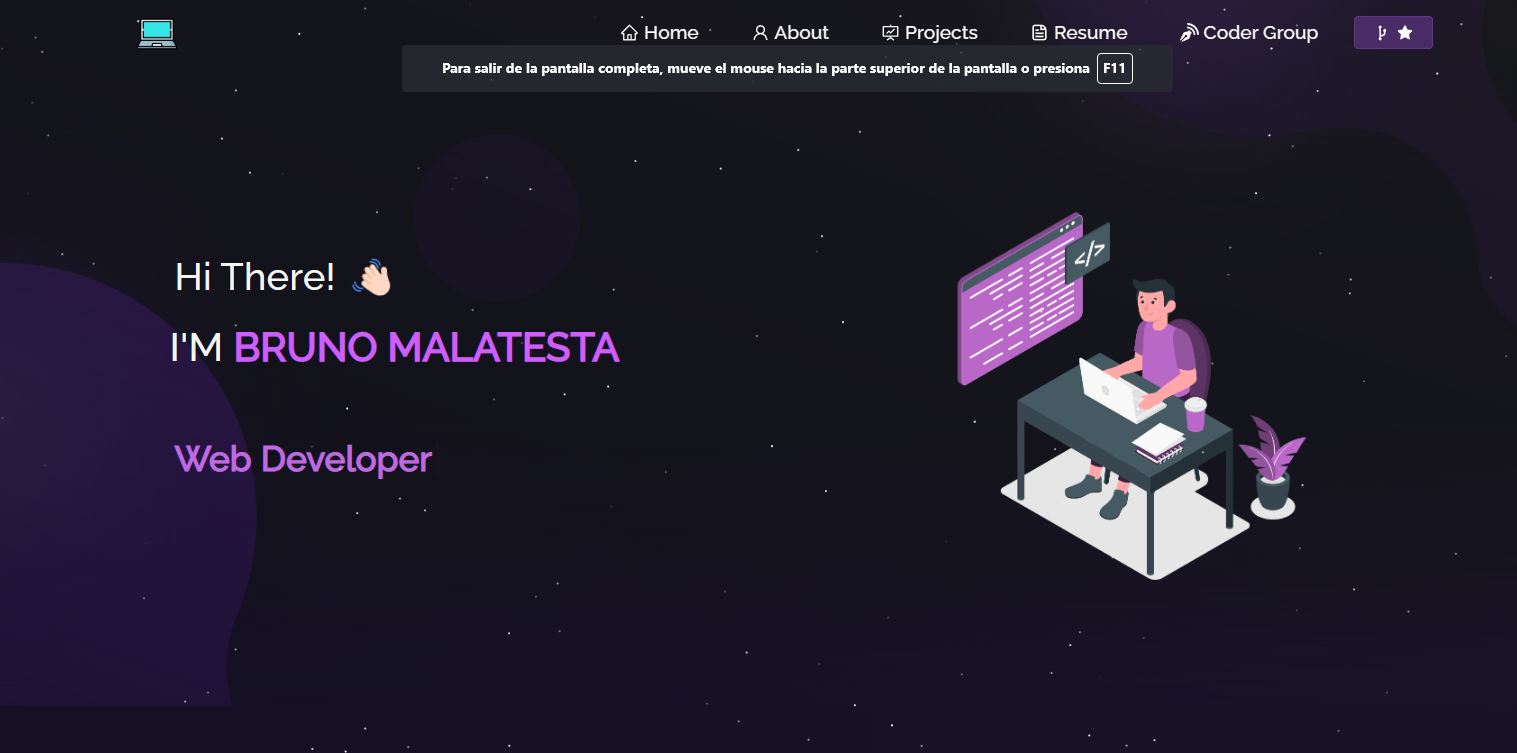 Home About Projects Resume Coder Group
Para salir de la pantalla completa, mueve el mouse hacia la parte superior de la pantalla o presiona F11
Hi There! 👋🏻
I'M BRUNO MALATESTA
Web Developer
</>